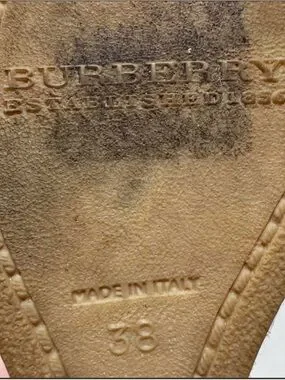 BURBERRY
ESTABLISHED 1856
MADE IN ITALY
38